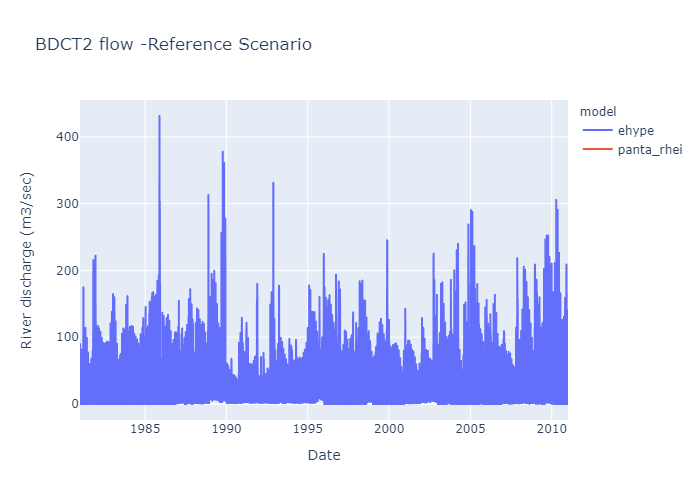 BDCT2 flow -Reference Scenario
model
ehype
panta_rhei
River discharge (m3/sec)
400
300
200
100
0
1985
1990
1995
2000
2005
2010
Date